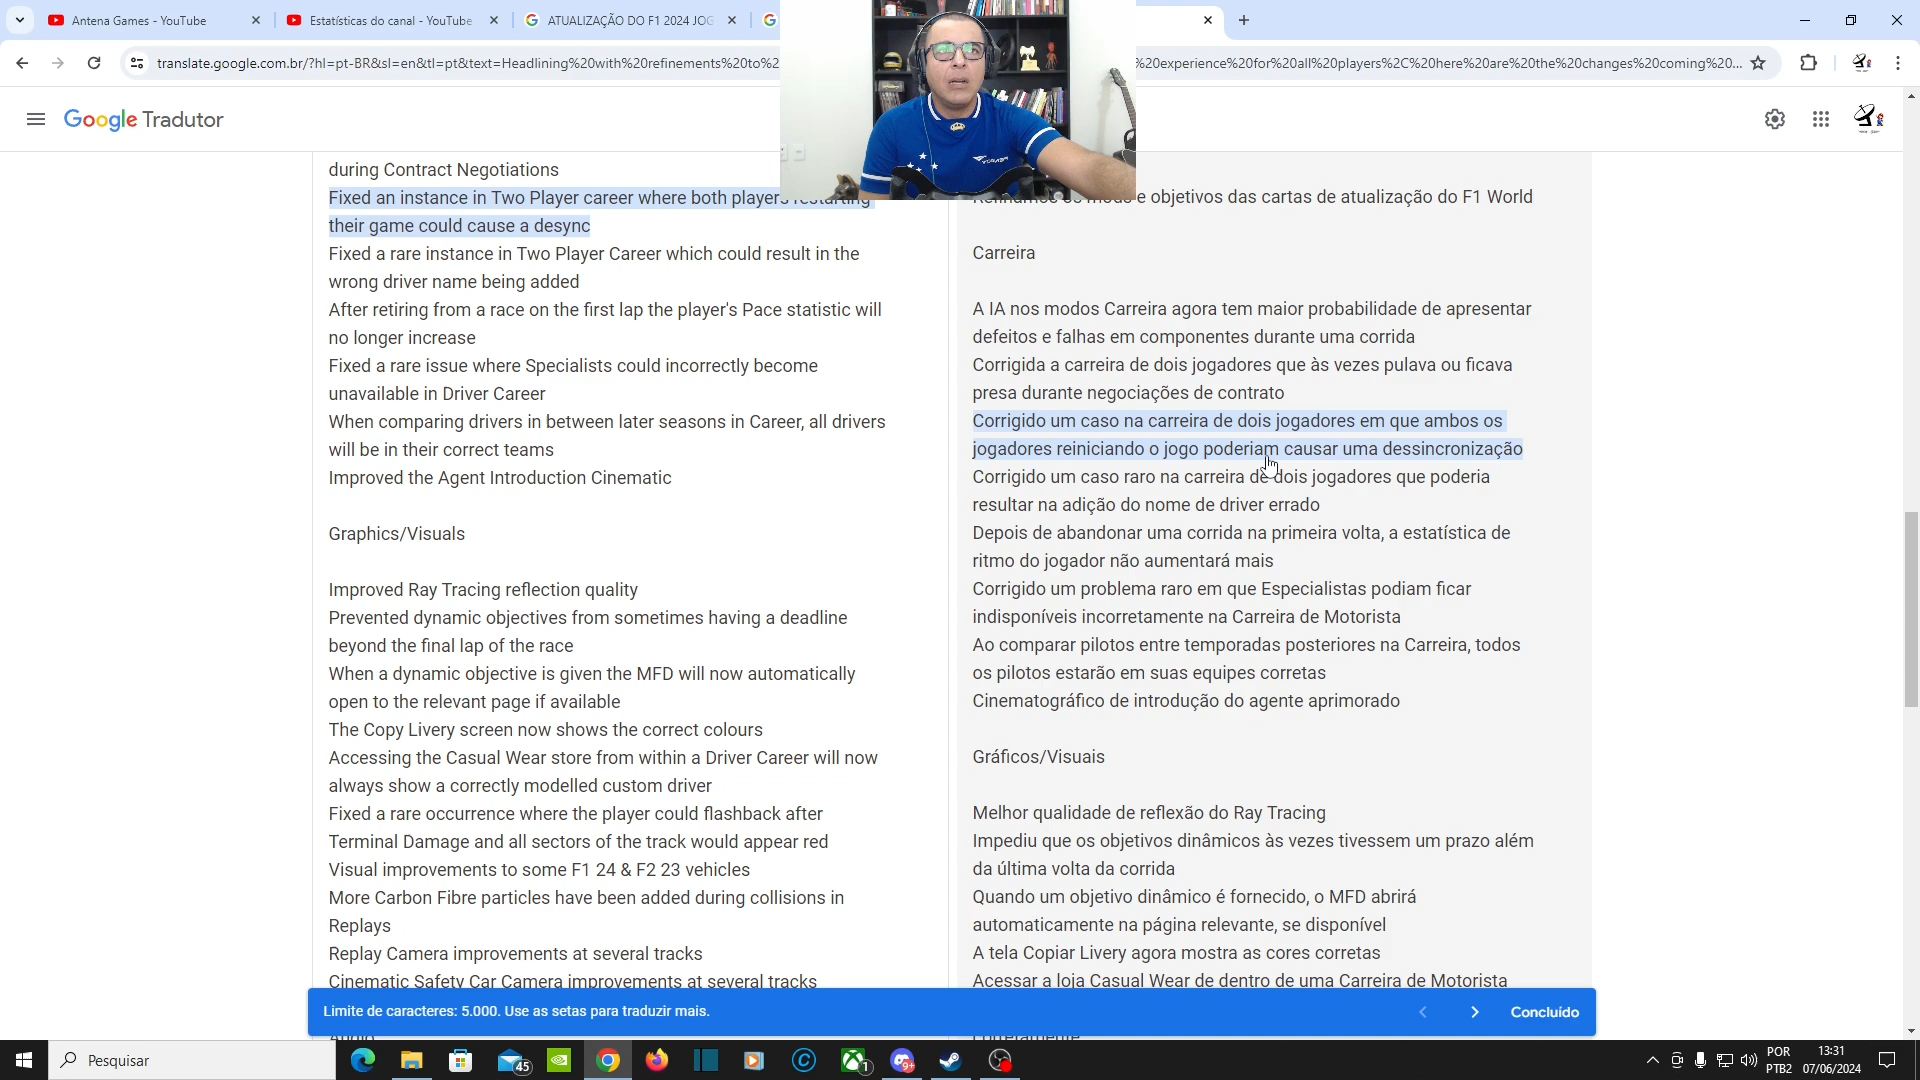 Antena Games - YouTube
Estatísticas do canal - YouTube
ATUALIZAÇÃO DO F1 2024 JOG
translate.google.com.br/?hl=pt-BR&sl=en&tl=pt&text=Headlining%20with%20refinements%20to%2
%20experience%20for%20all%20players%2C%20here%20are%20the%20changes%20coming%20...
Google Tradutor
during Contract Negotiations
Fixed an instance in Two Player career where both players restarting
their game could cause a desync
Fixed a rare instance in Two Player Career which could result in the
wrong driver name being added
After retiring from a race on the first lap the player's Pace statistic will
no longer increase
Fixed a rare issue where Specialists could incorrectly become
unavailable in Driver Career
When comparing drivers in between later seasons in Career, all drivers
will be in their correct teams
Improved the Agent Introduction Cinematic
Graphics/Visuals
Improved Ray Tracing reflection quality
Prevented dynamic objectives from sometimes having a deadline
beyond the final lap of the race
When a dynamic objective is given the MFD will now automatically
open to the relevant page if available
The Copy Livery screen now shows the correct colours
Accessing the Casual Wear store from within a Driver Career will now
always show a correctly modelled custom driver
Fixed a rare occurrence where the player could flashback after
Terminal Damage and all sectors of the track would appear red
Visual improvements to some F1 24 & F2 23 vehicles
More Carbon Fibre particles have been added during collisions in
Replays
Replay Camera improvements at several tracks
Cinematic Safety Car Camera improvements at several tracks
Audio
e objetivos das cartas de atualização do F1 World
Carreira
A IA nos modos Carreira agora tem maior probabilidade de apresentar
defeitos e falhas em componentes durante uma corrida
Corrigida a carreira de dois jogadores que às vezes pulava ou ficava
presa durante negociações de contrato
Corrigido um caso na carreira de dois jogadores em que ambos os
jogadores reiniciando o jogo poderiam causar uma dessincronização
Corrigido um caso raro na carreira de dois jogadores que poderia
resultar na adição do nome de driver errado
Depois de abandonar uma corrida na primeira volta, a estatística de
ritmo do jogador não aumentará mais
Corrigido um problema raro em que Especialistas podiam ficar
indisponíveis incorretamente na Carreira de Motorista
Ao comparar pilotos entre temporadas posteriores na Carreira, todos
os pilotos estarão em suas equipes corretas
Cinematográfico de introdução do agente aprimorado
Gráficos/Visuais
Melhor qualidade de reflexão do Ray Tracing
Impediu que os objetivos dinâmicos às vezes tivessem um prazo além
da última volta da corrida
Quando um objetivo dinâmico é fornecido, o MFD abrirá
automaticamente na página relevante, se disponível
A tela Copiar Livery agora mostra as cores corretas
Acessar a loja Casual Wear de dentro de uma Carreira de Motorista
corretamente
Limite de caracteres: 5.000. Use as setas para traduzir mais.
Concluído
Pesquisar
45
1
9+
POR
PTB2
13:31
07/06/2024